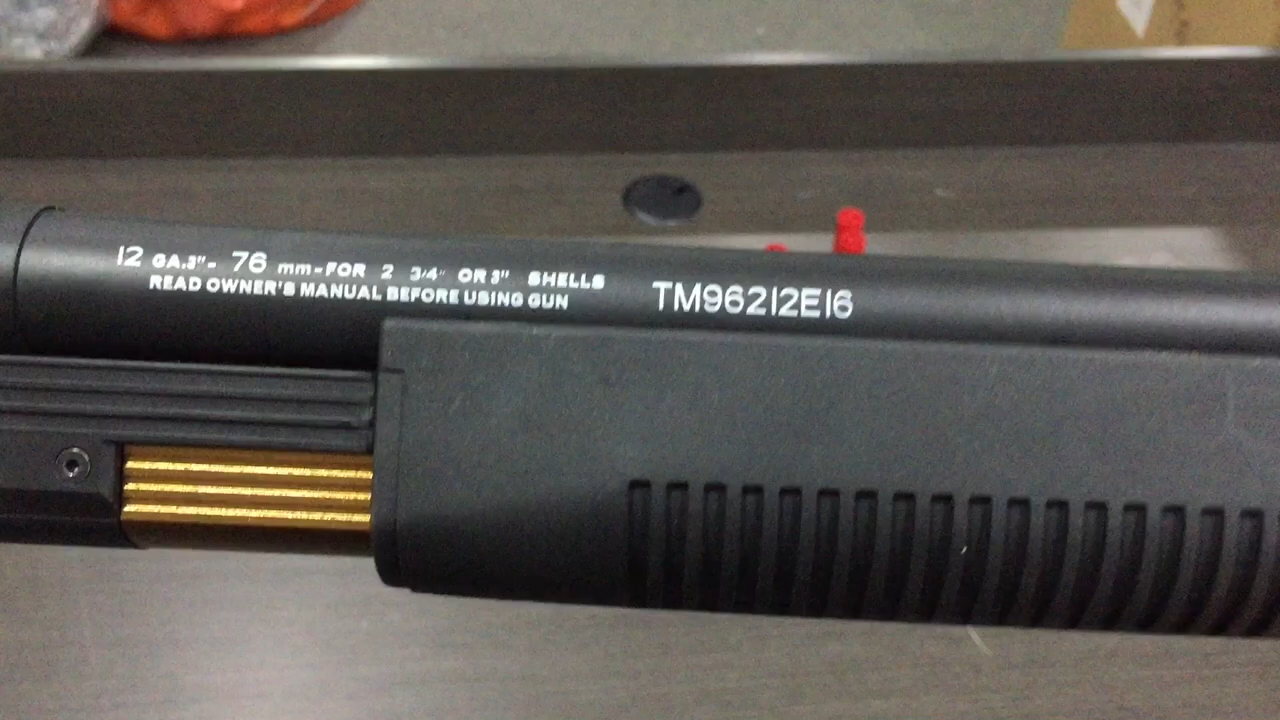 12 GA.3"- 76 mm-FOR 2 3/4" OR 3" SHELLS
READ OWNER'S MANUAL BEFORE USING GUN
TM96212E16